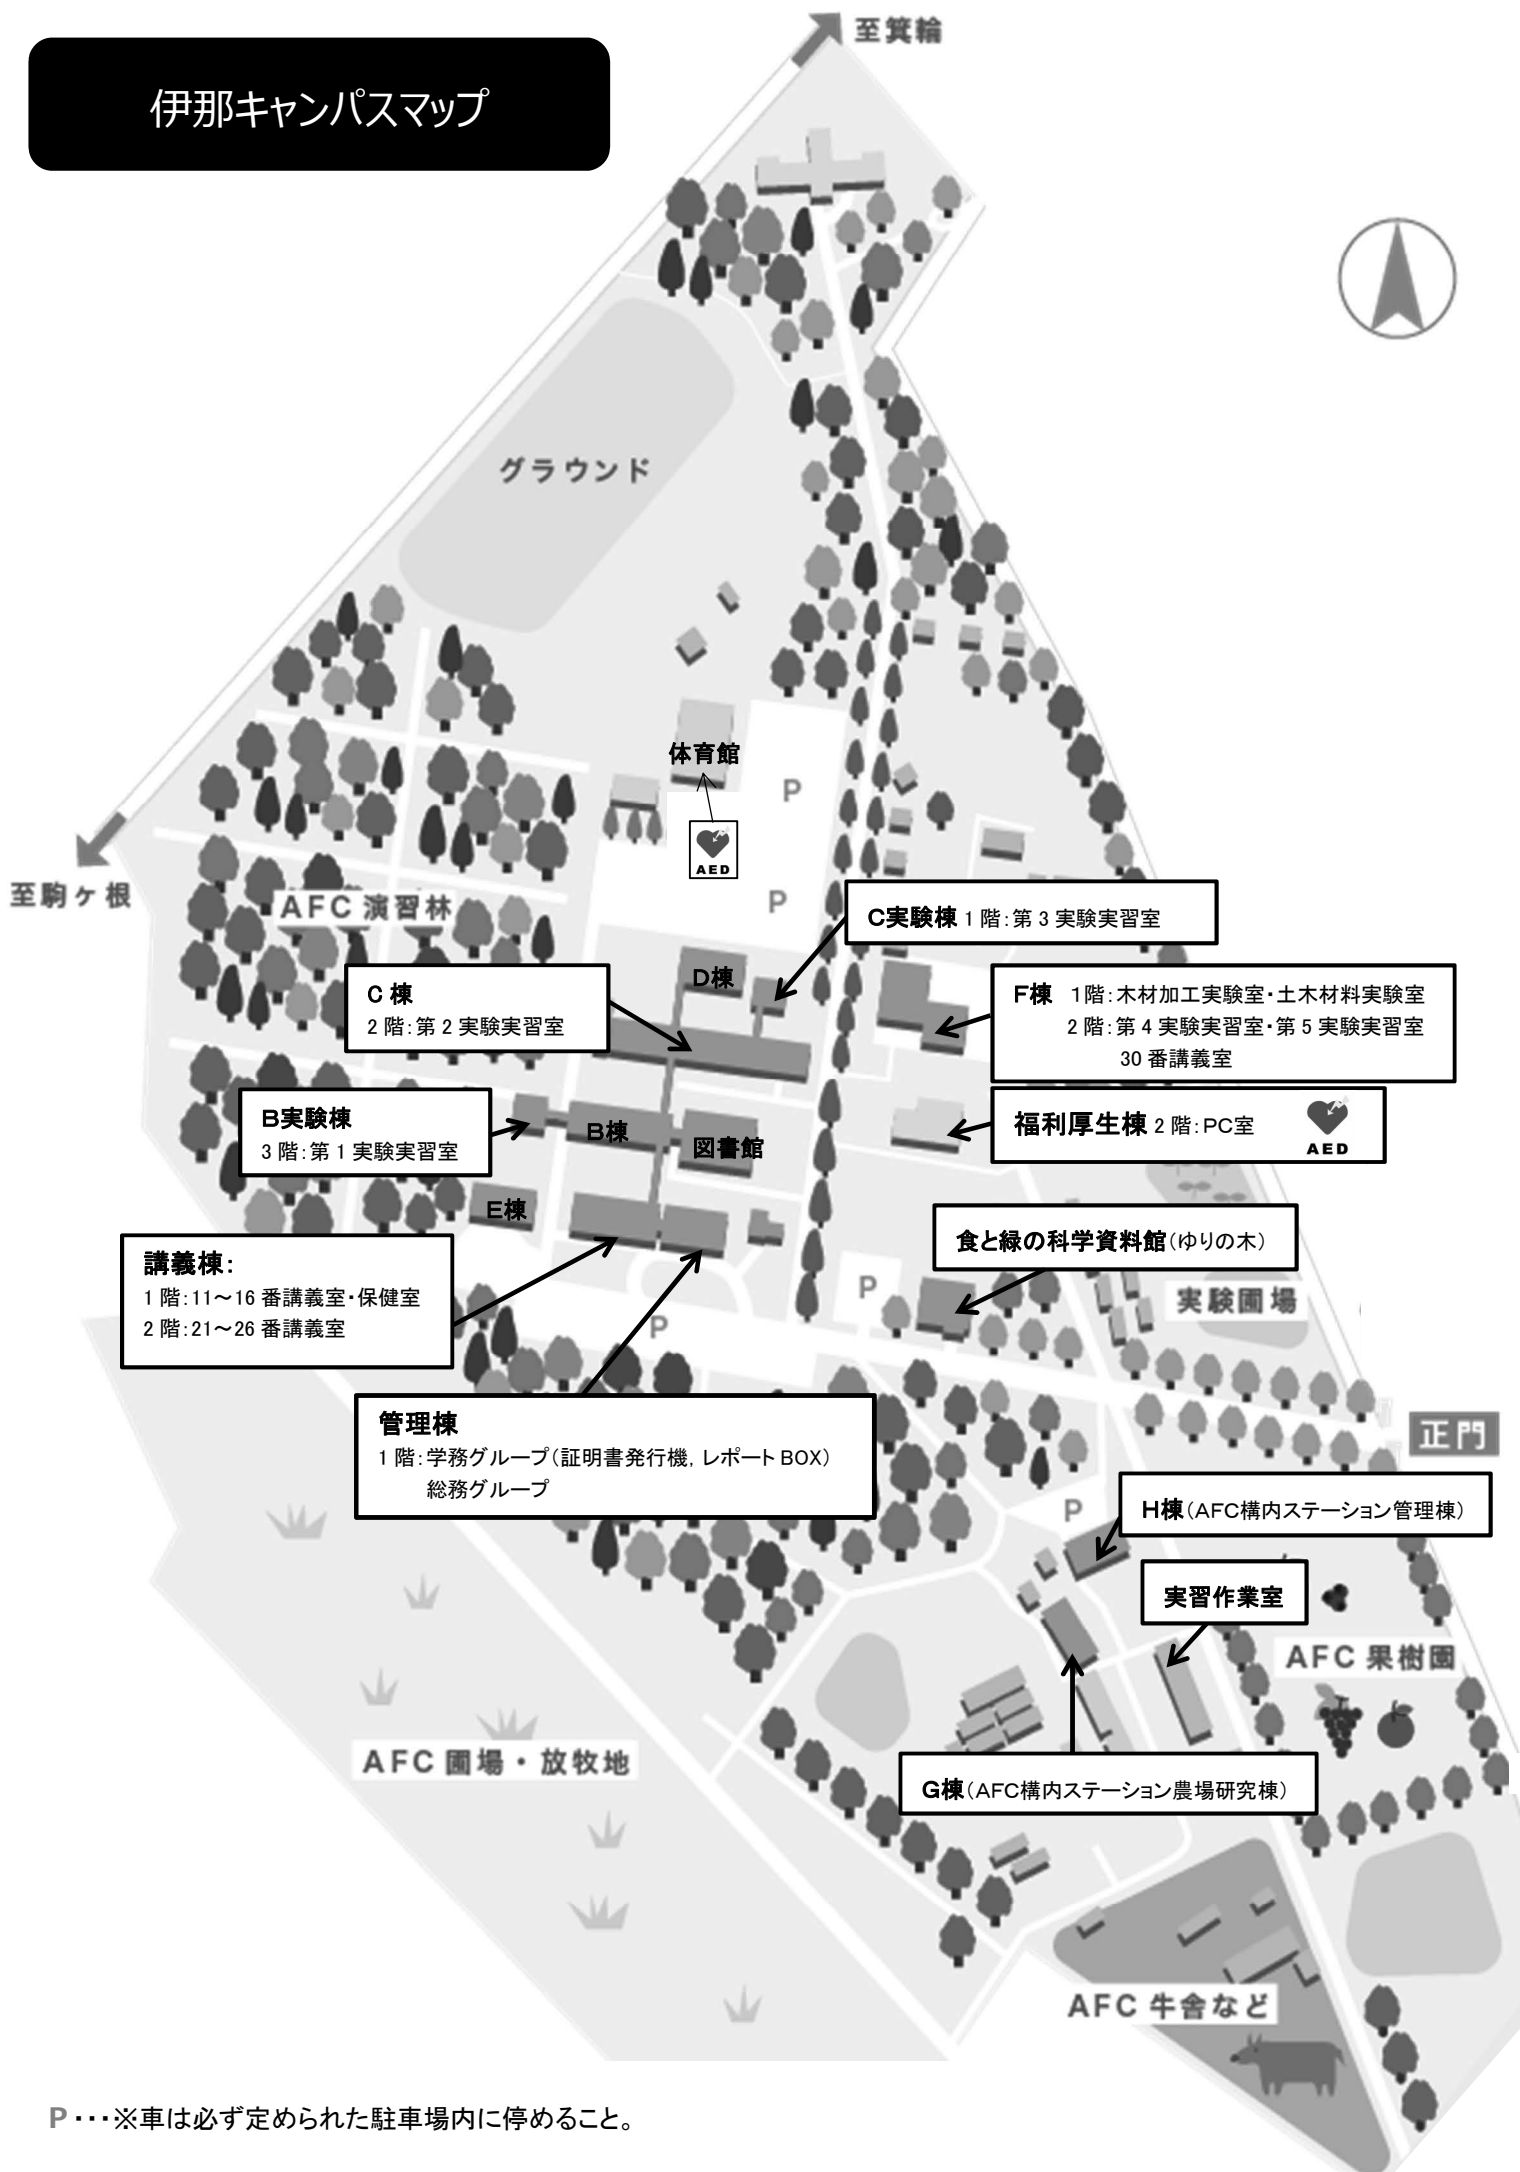 至箕輪
伊那キャンパスマップ
グラウンド
体育館
P
AED
至駒ヶ根
AFC 演習林
P
C実験棟 1階:第3実験実習室
D棟
C棟
2階:第2実験実習室
F棟 1階:木材加工実験室・土木材料実験室
2階:第4実験実習室・第5実験実習室
30番講義室
B実験棟
3階:第1実験実習室
B棟
図書館
福利厚生棟 2階:PC室
AED
E棟
食と緑の科学資料館(ゆりの木)
講義棟:
1階:11~16番講義室・保健室
2階:21~26番講義室
P
実験圃場
P
管理棟
1階:学務グループ(証明書発行機, レポートBOX)
総務グループ
正門
P
H棟(AFC構内ステーション管理棟)
実習作業室
AFC 果樹園
AFC 圃場・放牧地
G棟(AFC構内ステーション農場研究棟)
AFC 牛舎など
P・・・※車は必ず定められた駐車場内に停めること。